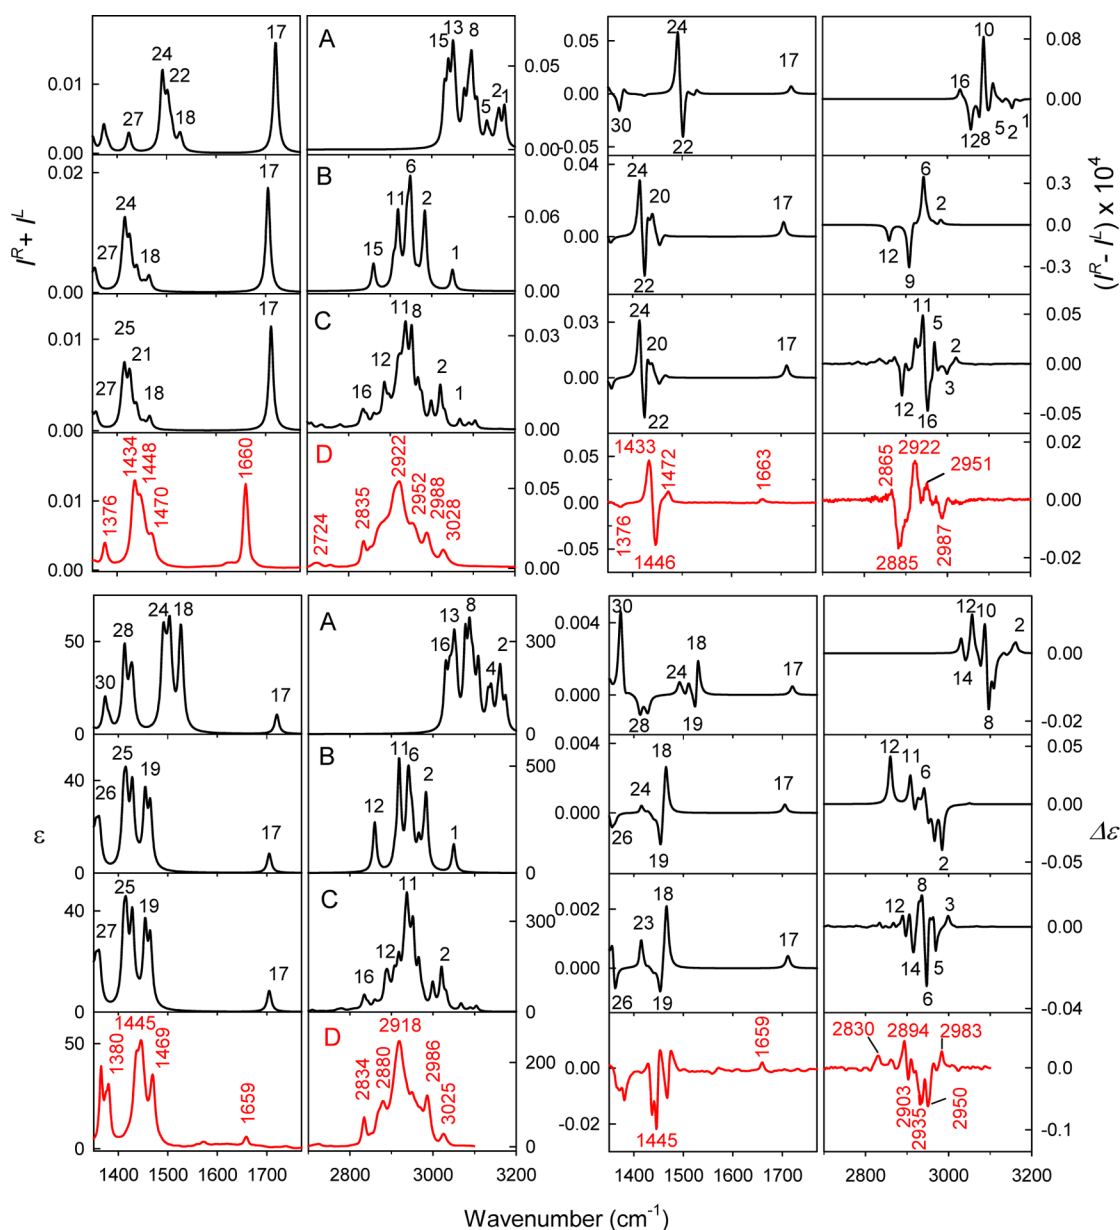 24 17 A 13 15 8 24 17 10
0.01 22 27 18 2 1 5 0.05 0.05 0.00 -0.05 30 22 16 12 8 5 2 1 0.08 0.00
0.00 0.00
0.02 24 17 B 6 11 2 0.04 24 20 17 6 2 0.3
27 18 15 1 0.06 0.00 22 12 9 0.0 -0.3
0.00 0.00
I^R + I^L
(I^R - I^L) x 10^4
0.01 25 21 17 C 11 8 0.03 0.03 24 20 17 11 5 2 0.05
27 18 12 16 2 1 0.00 22 12 16 3 0.00 -0.05
0.00 0.00
0.01 1376 1434 1448 1470 1660 D 2724 2835 2922 2952 2988 3028 0.05
0.05 0.00 -0.05 1433 1472 1663 1376 1446 2865 2922 2951 2885 2987 0.02 0.00 -0.02
0.00 0.00
50 30 28 24 18 17 A 16 13 8 4 2 300
0.004 0.000 30 28 24 19 18 17 12 10 2 14 8 0.00 -0.02
0 0
40 26 25 19 17 B 12 11 6 2 1 500
0.004 0.000 26 24 19 18 17 12 11 6 2 0.05 0.00 -0.05
0 0
ε
Δε
40 27 25 19 17 C 16 12 11 2 300
0.002 0.000 26 23 19 18 17 12 8 3 14 6 5 0.00 -0.04
0 0
50 1380 1445 1469 1659 D 2834 2880 2918 2986 3025 200
0.00 -0.02 1445 1659 2830 2894 2983 2903 2935 2950 0.0 -0.1
0 0
1400 1500 1600 1700 2800 2900 3000 3100 3200 1400 1500 1600 1700 2800 2900 3000 3100 3200
Wavenumber (cm⁻¹)